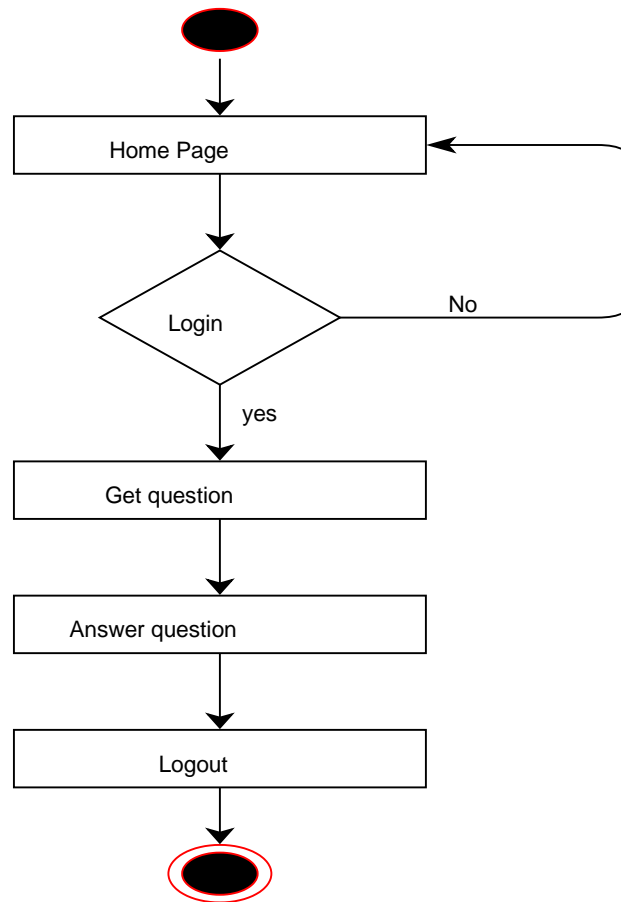 Home Page
Login
No
yes
Get question
Answer question
Logout